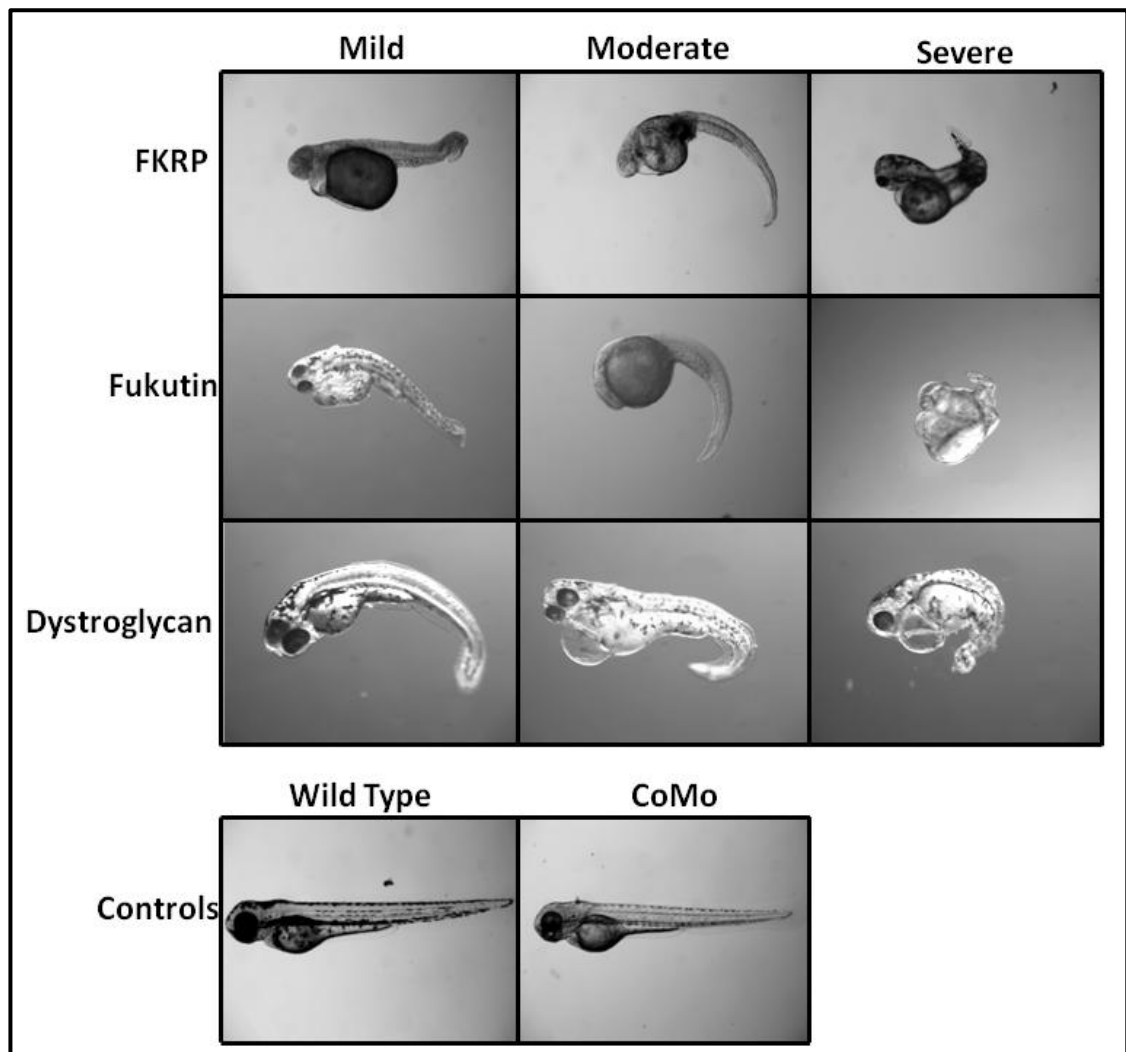 Mild Moderate Severe
FKRP
Fukutin
Dystroglycan
Wild Type CoMo
Controls